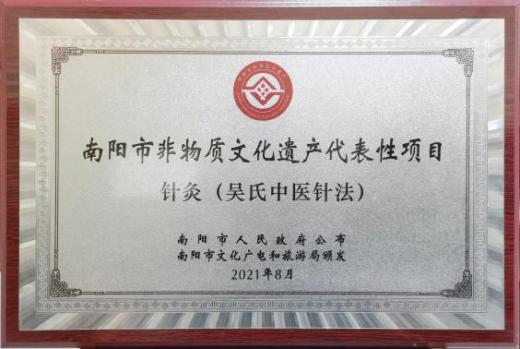 南阳市非物质文化遗产代表性项目
针灸（吴氏中医针法）
南阳市人民政府公布
南阳市文化广电和旅游局颁发
2021年8月